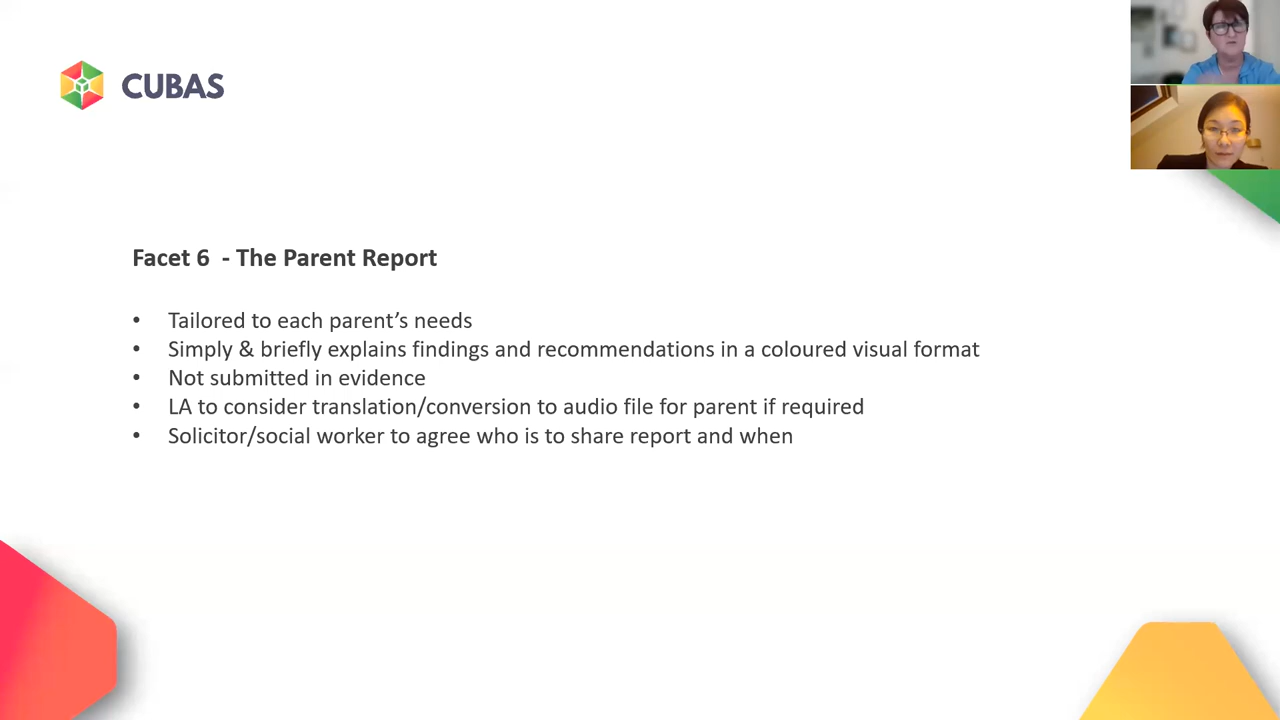 CUBAS
Facet 6 - The Parent Report
• Tailored to each parent’s needs
• Simply & briefly explains findings and recommendations in a coloured visual format
• Not submitted in evidence
• LA to consider translation/conversion to audio file for parent if required
• Solicitor/social worker to agree who is to share report and when